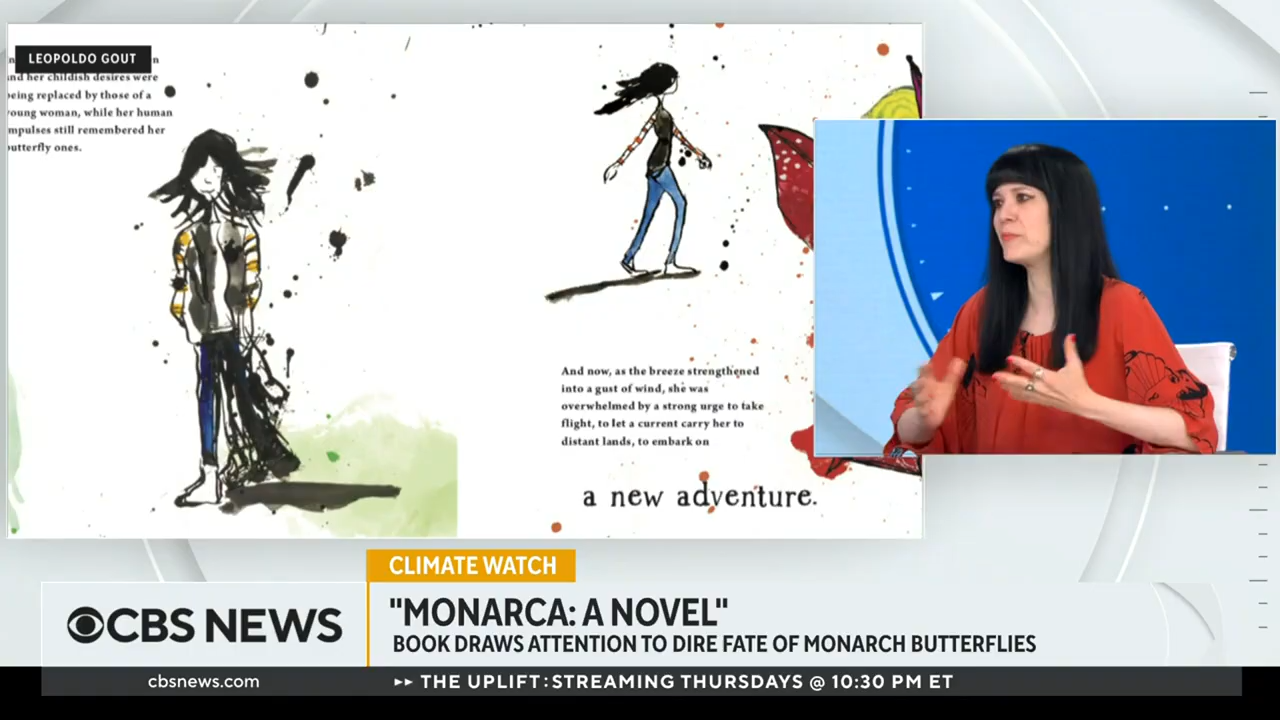 LEOPOLDO GOUT
and her childish desires were
being replaced by those of a
young woman, while her human
mpulses still remembered her
butterfly ones.
And now, as the breeze strengthened
into a gust of wind, she was
overwhelmed by a strong urge to take
flight, to let a current carry her to
distant lands, to embark on
a new adventure.
CLIMATE WATCH
CBS NEWS
"MONARCA: A NOVEL"
BOOK DRAWS ATTENTION TO DIRE FATE OF MONARCH BUTTERFLIES
cbsnews.com
THE UPLIFT: STREAMING THURSDAYS @ 10:30 PM ET